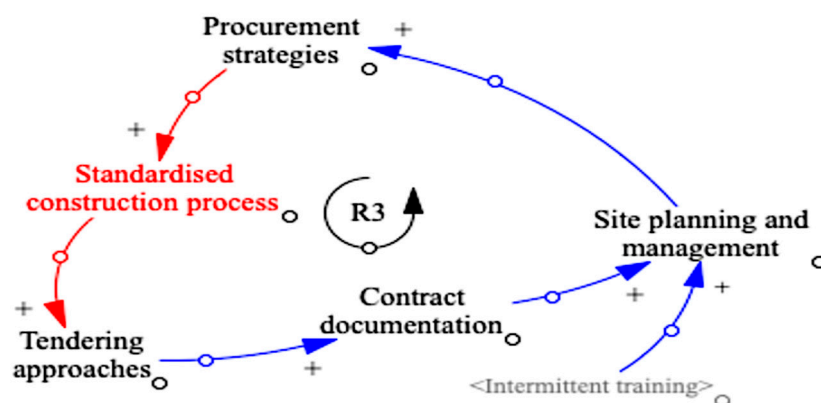 Procurement
strategies
+
+
Standardised
construction process
R3
Site planning and
management
+
+
Contract
documentation
+
Tendering
approaches
+
<Intermittent training>